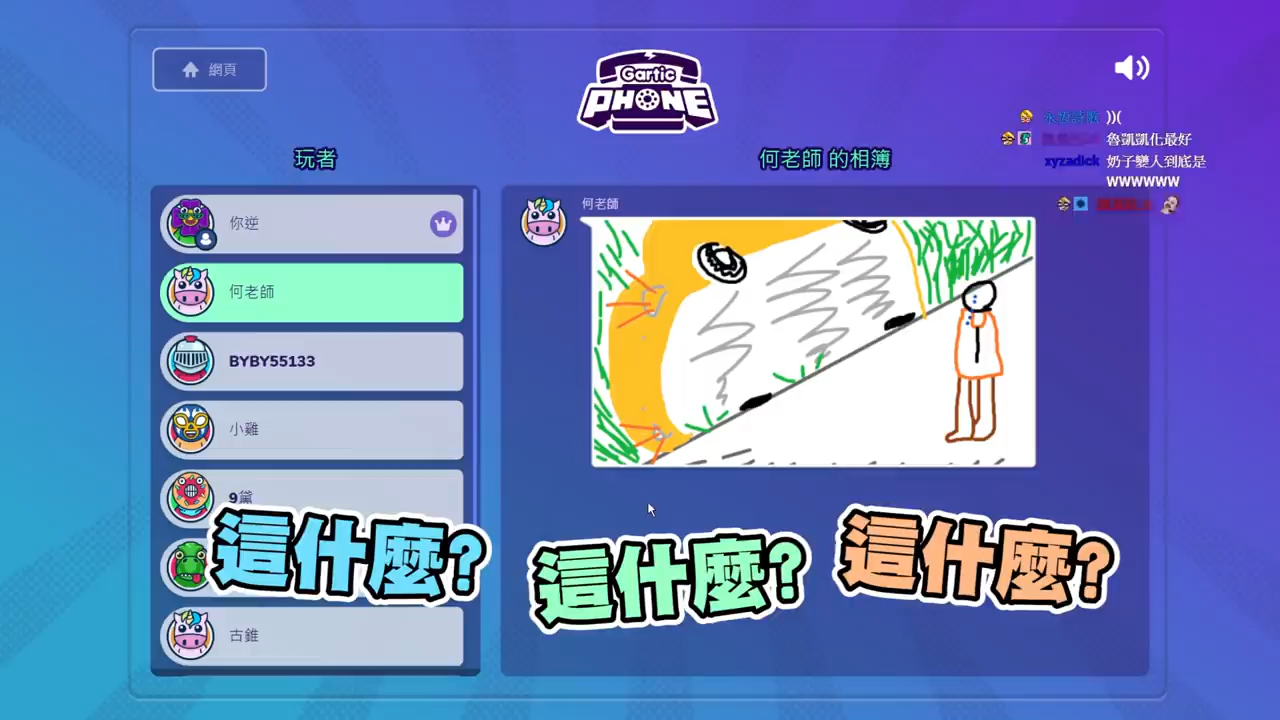 網頁
Gartic
PHONE
))(
魯凱凱化最好
xyzadick 奶子變人到底是
WWWWWW
玩者
何老師 的相簿
你逆
何老師
BYBY55133
小雞
9黛
古錐
何老師
這什麼?
這什麼?
這什麼?